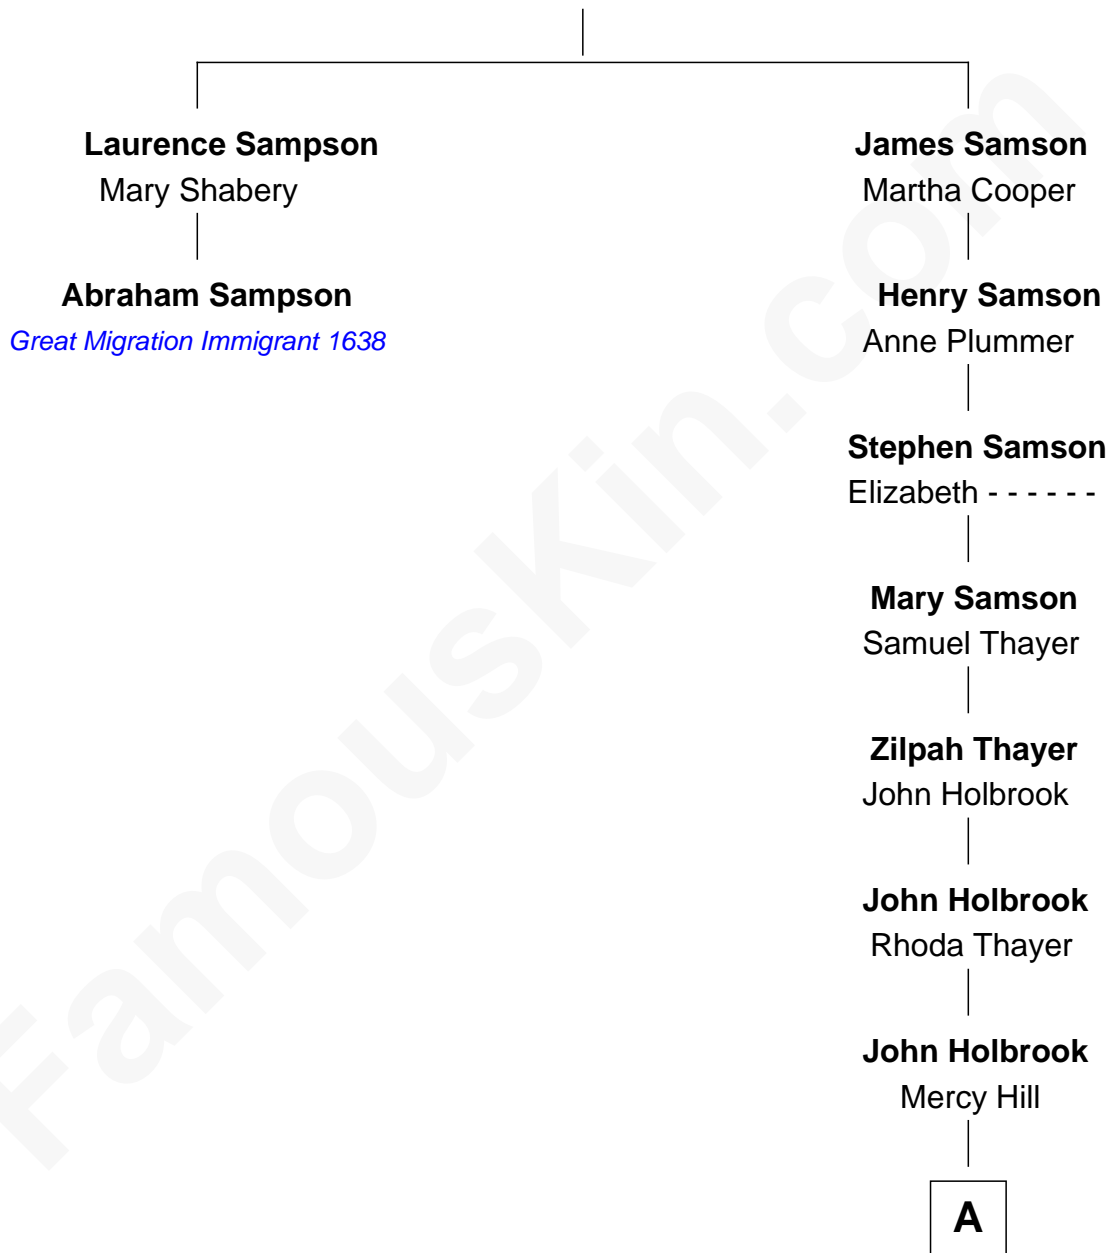 Laurence Sampson
Mary Shabery
Abraham Sampson
Great Migration Immigrant 1638
James Samson
Martha Cooper
Henry Samson
Anne Plummer
Stephen Samson
Elizabeth - - - - - -
Mary Samson
Samuel Thayer
Zilpah Thayer
John Holbrook
John Holbrook
Rhoda Thayer
John Holbrook
Mercy Hill
A
FamousKin.com